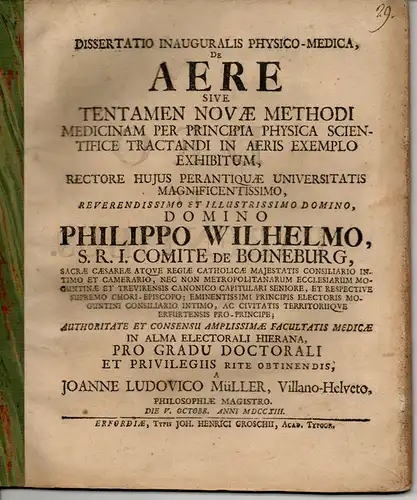 29.
DISSERTATIO INAUGURALIS PHYSICO-MEDICA,
DE
AERE
SIVE
TENTAMEN NOVÆ METHODI
MEDICINAM PER PRINCIPIA PHYSICA SCIEN-
TIFICE TRACTANDI IN AERIS EXEMPLO
EXHIBITUM,
RECTORE HUJUS PERANTIQUÆ UNIVERSITATIS
MAGNIFICENTISSIMO,
REVERENDISSIMO ET ILLUSTRISSIMO DOMINO,
DOMINO
PHILIPPO WILHELMO,
S. R. I. COMITE DE BOINEBURG,
SACRÆ CÆSAREÆ ATQVE REGIÆ CATHOLICÆ MAJESTATIS CONSILIARIO IN-
TIMO ET CAMERARIO, NEC NON METROPOLITANARUM ECCLESIARUM MO-
GUNTINÆ ET TREVIRENSIS CANONICO CAPITULARI SENIORE, ET RESPECTIVE
SUPREMO CHORI-EPISCOPO; EMINENTISSIMI PRINCIPIS ELECTORIS MO-
GUNTINI CONSILIARIO INTIMO, AC CIVITATIS TERRITORIIQVE
ERFURTENSIS PRO-PRINCIPE;
AUTHORITATE ET CONSENSU AMPLISSIMÆ FACULTATIS MEDICÆ
IN ALMA ELECTORALI HIERANA,
PRO GRADU DOCTORALI
ET PRIVILEGIIS RITE OBTINENDIS,
A
JOANNE LUDOVICO MüLLER, Villano-Helveto,
PHILOSOPHIÆ MAGISTRO.
DIE V. OCTOBR. ANNI MDCCXIII.
ERFORDIÆ, TYPIS JOH. HENRICI GROSCHII, ACAD. TYPOGR.